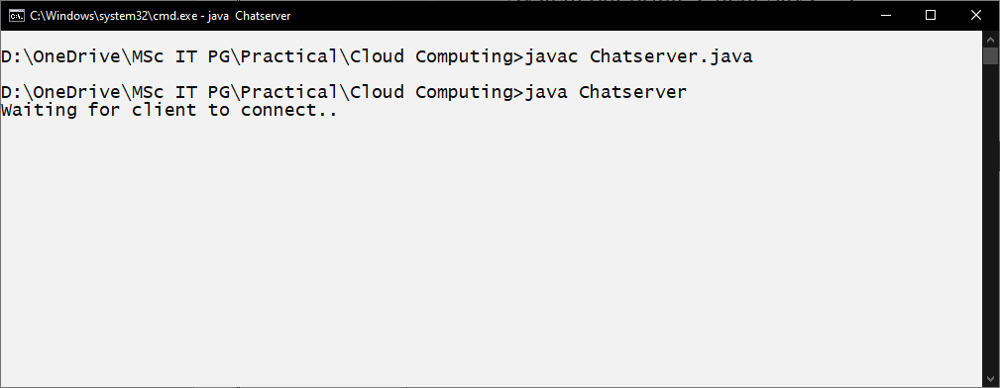 C:\Windows\system32\cmd.exe - java  Chatserver
D:\OneDrive\MSc IT PG\Practical\Cloud Computing>javac Chatserver.java
D:\OneDrive\MSc IT PG\Practical\Cloud Computing>java Chatserver
Waiting for client to connect..